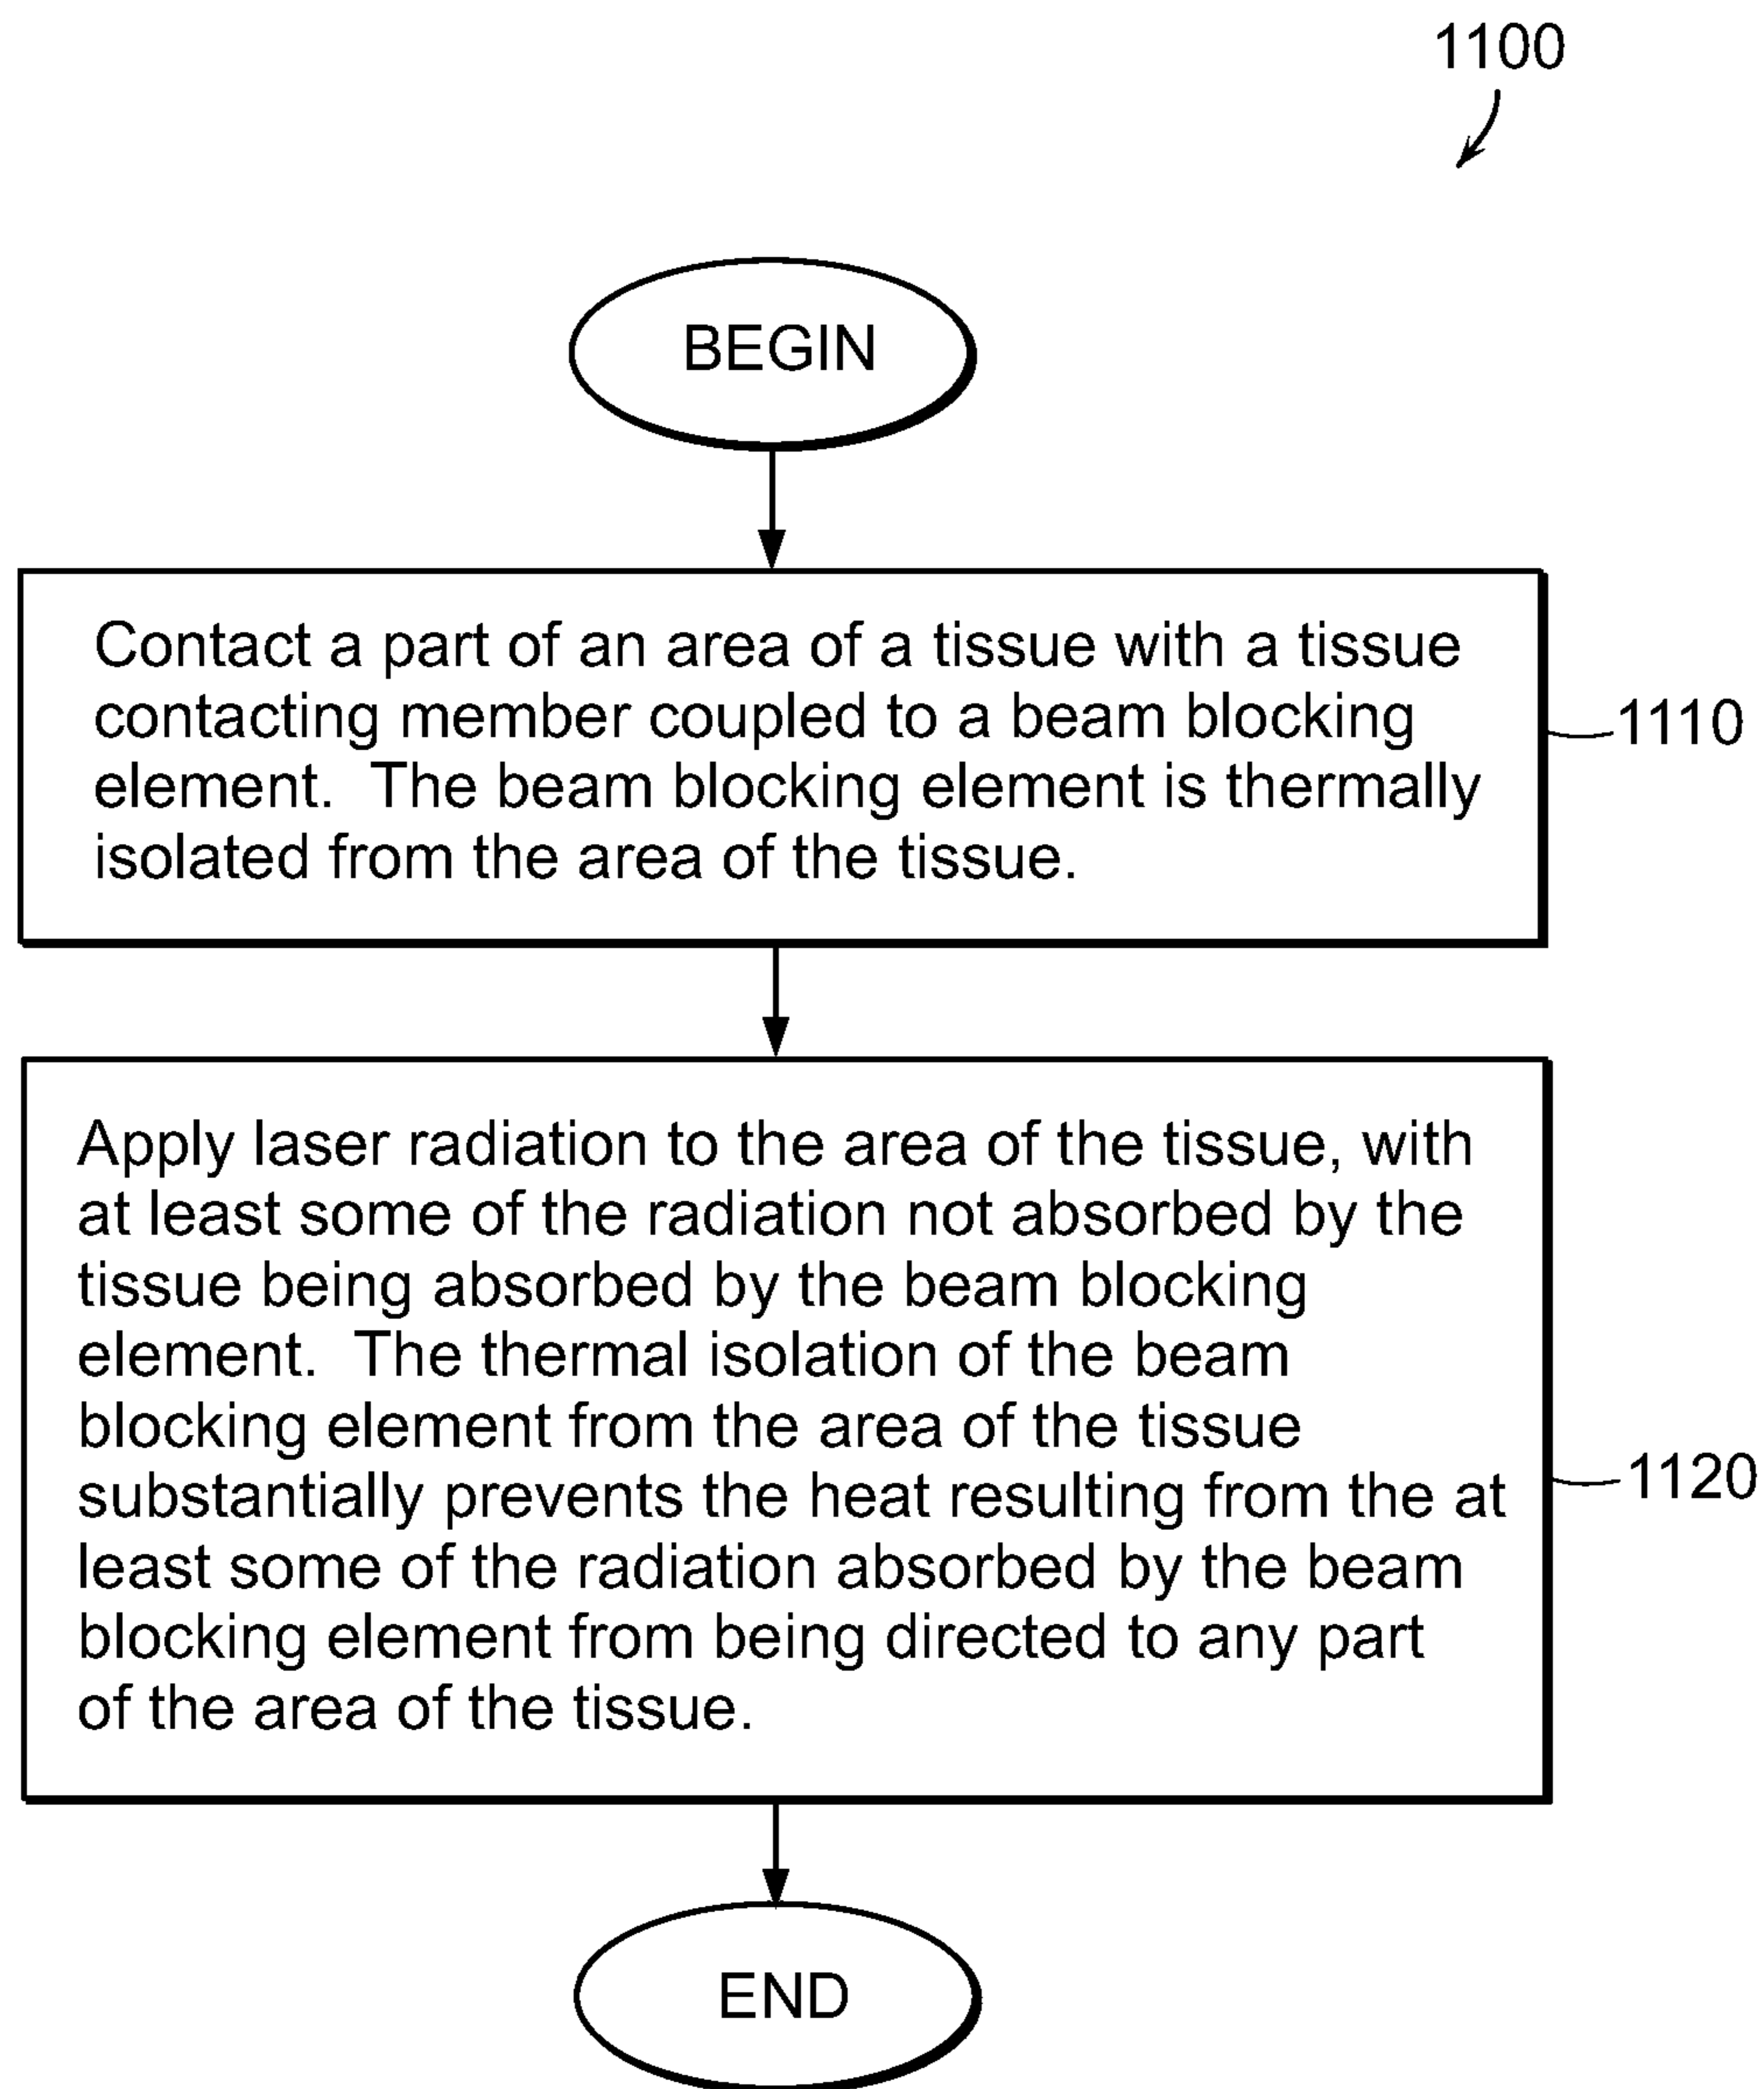 1100
BEGIN
Contact a part of an area of a tissue with a tissue
contacting member coupled to a beam blocking
element. The beam blocking element is thermally
isolated from the area of the tissue.
1110
Apply laser radiation to the area of the tissue, with
at least some of the radiation not absorbed by the
tissue being absorbed by the beam blocking
element. The thermal isolation of the beam
blocking element from the area of the tissue
substantially prevents the heat resulting from the at
least some of the radiation absorbed by the beam
blocking element from being directed to any part
of the area of the tissue.
1120
END